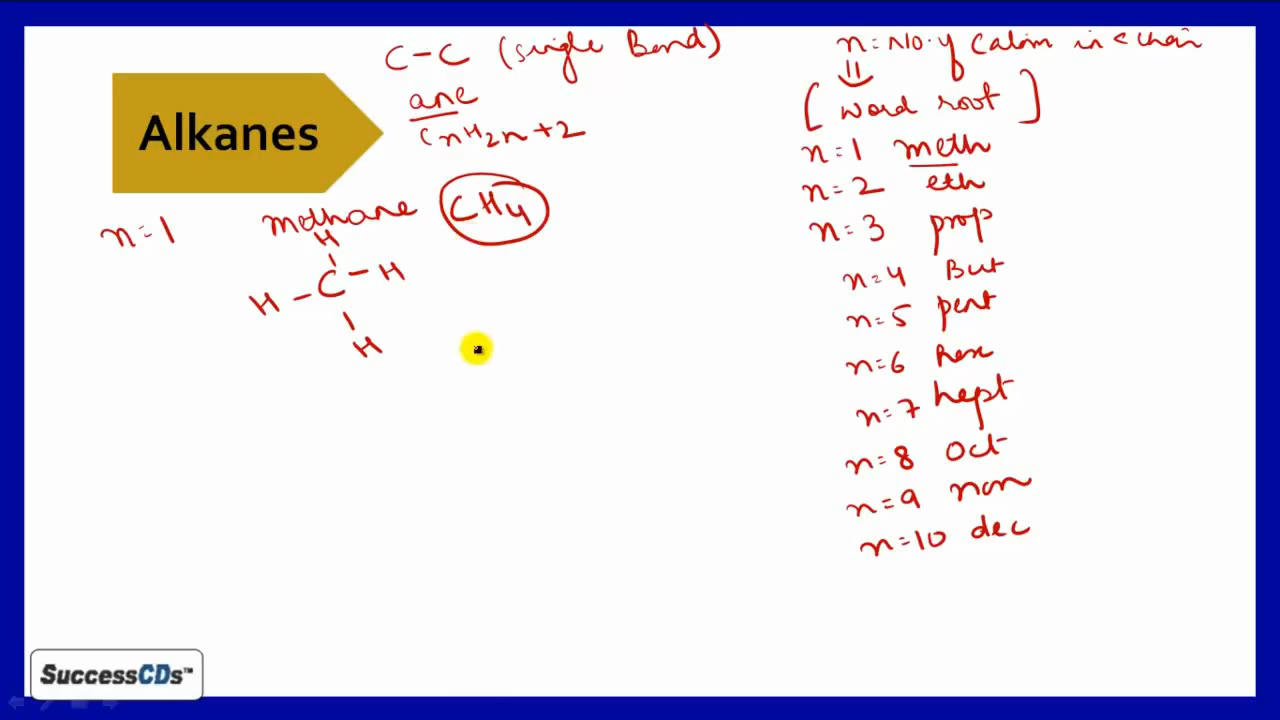 C-C (Single Bond)
Alkanes
ane
CnH2n+2
n=1 methane CH4
H
H - C - H
H
n = No. of C atom in C chain
[word root]
n=1 meth
n=2 eth
n=3 prop
n=4 But
n=5 pent
n=6 hex
n=7 hept
n=8 Oct
n=9 non
n=10 dec
SuccessCDs™